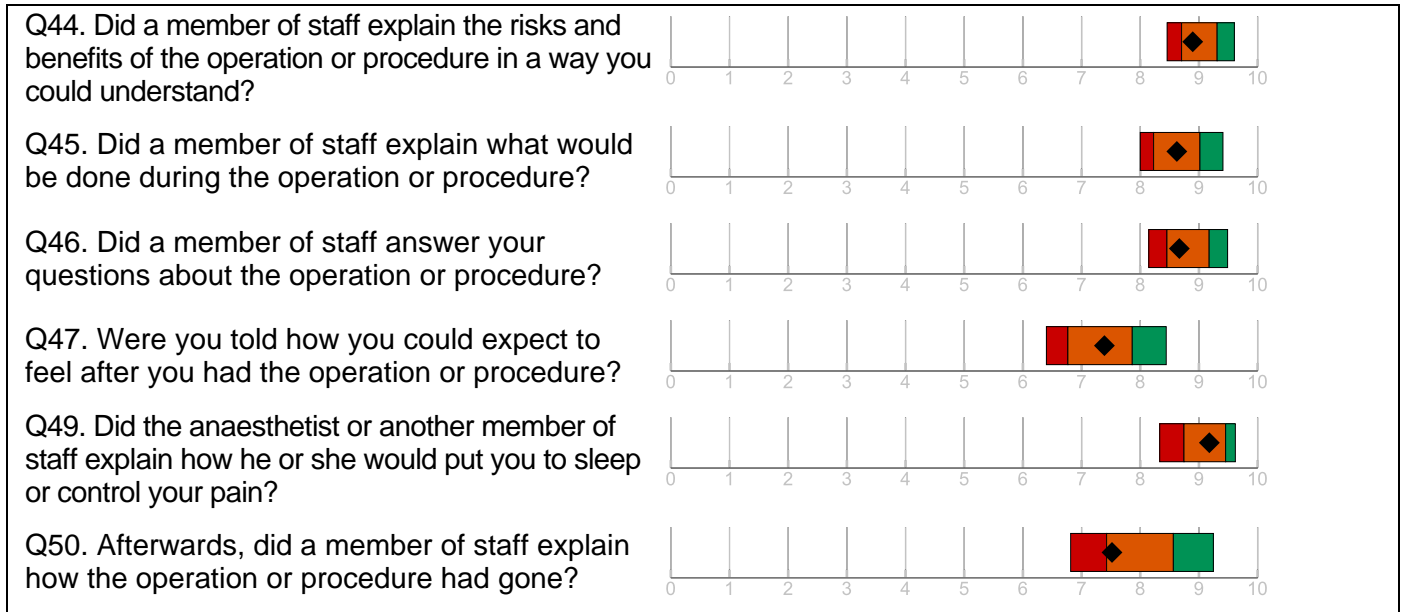 Q44. Did a member of staff explain the risks and
benefits of the operation or procedure in a way you
could understand?
0 1 2 3 4 5 6 7 8 9 10
Q45. Did a member of staff explain what would
be done during the operation or procedure?
0 1 2 3 4 5 6 7 8 9 10
Q46. Did a member of staff answer your
questions about the operation or procedure?
0 1 2 3 4 5 6 7 8 9 10
Q47. Were you told how you could expect to
feel after you had the operation or procedure?
0 1 2 3 4 5 6 7 8 9 10
Q49. Did the anaesthetist or another member of
staff explain how he or she would put you to sleep
or control your pain?
0 1 2 3 4 5 6 7 8 9 10
Q50. Afterwards, did a member of staff explain
how the operation or procedure had gone?
0 1 2 3 4 5 6 7 8 9 10